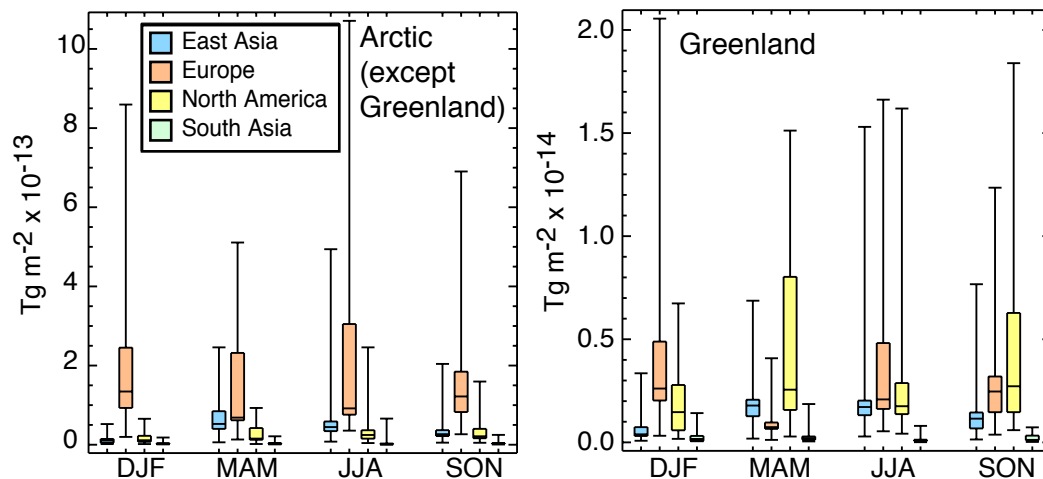 East Asia
Europe
North America
South Asia
Arctic
(except
Greenland)
Tg m-2 x 10-13
10
8
6
4
2
0
DJF MAM JJA SON
Greenland
Tg m-2 x 10-14
2.0
1.5
1.0
0.5
0.0
DJF MAM JJA SON